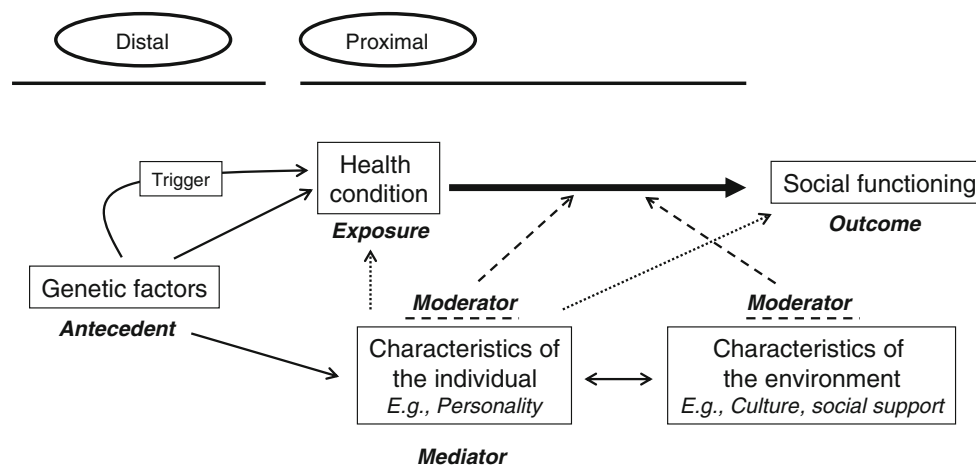 Distal
Proximal
Trigger
Health
condition
Exposure
Social functioning
Outcome
Genetic factors
Antecedent
Moderator
Moderator
Characteristics of
the individual
E.g., Personality
Characteristics of
the environment
E.g., Culture, social support
Mediator